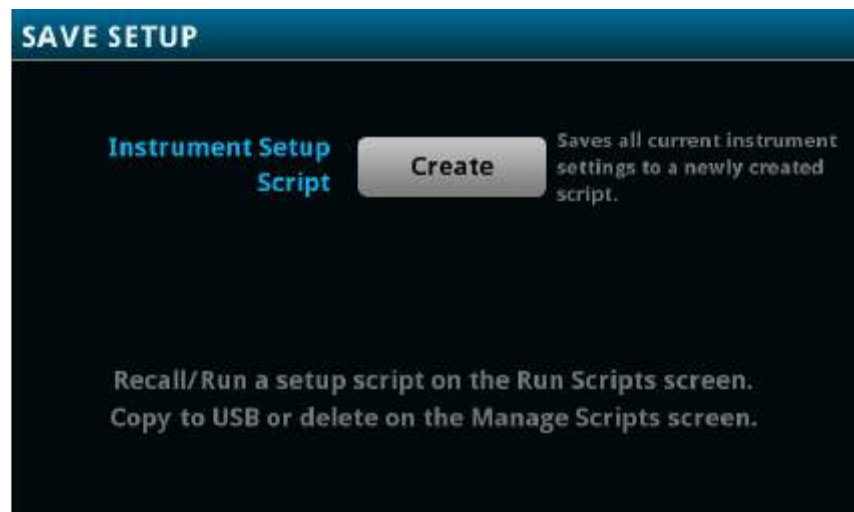 SAVE SETUP
Instrument Setup
Script
Create
Saves all current instrument
settings to a newly created
script.
Recall/Run a setup script on the Run Scripts screen.
Copy to USB or delete on the Manage Scripts screen.